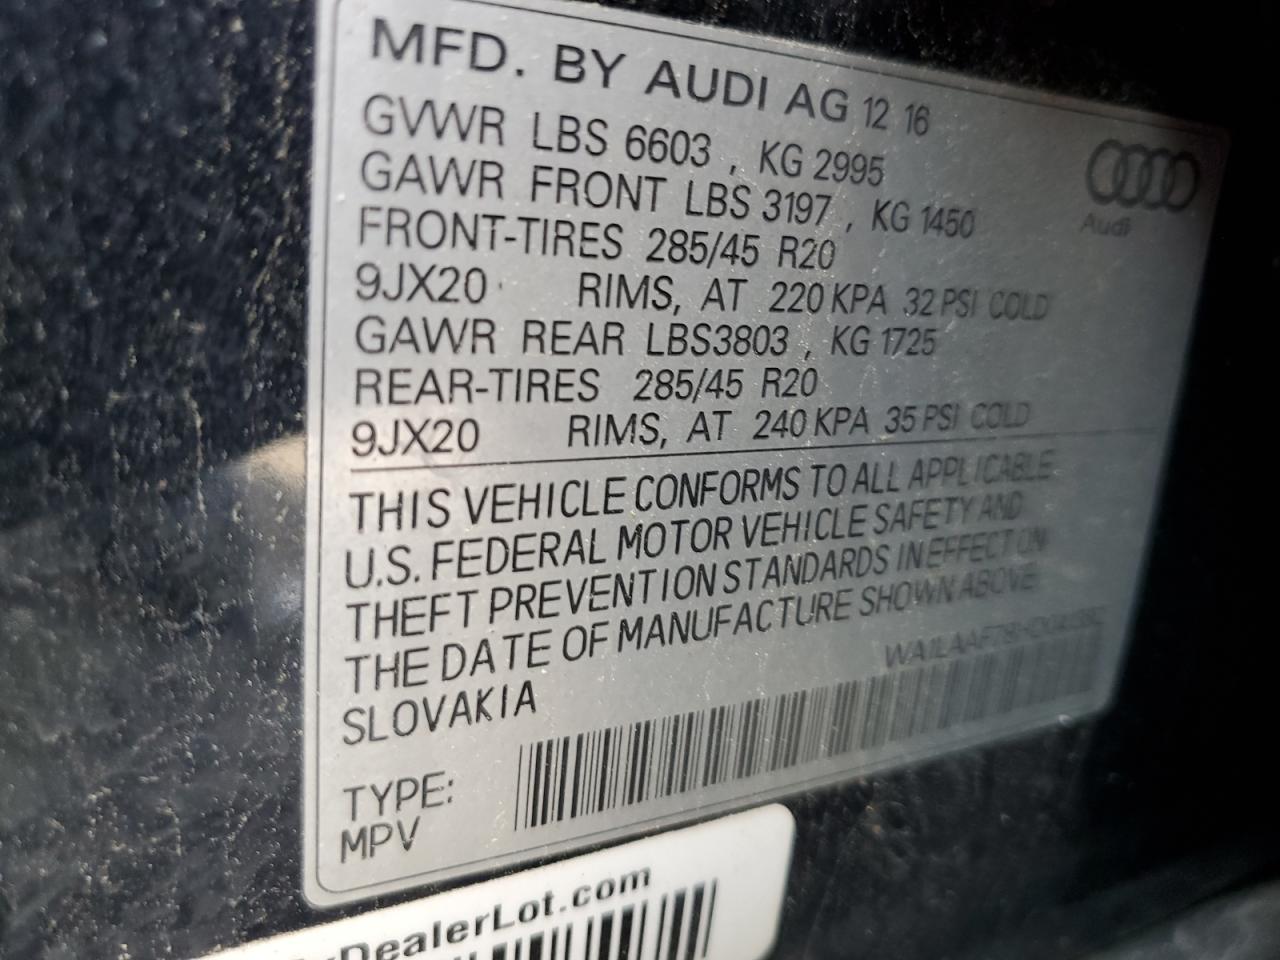 MFD. BY AUDI AG 12 16
GVWR LBS 6603 , KG 2995
GAWR FRONT LBS 3197 , KG 1450
FRONT-TIRES 285/45 R20
9JX20 RIMS, AT 220 KPA 32 PSI COLD
GAWR REAR LBS3803 , KG 1725
REAR-TIRES 285/45 R20
9JX20 RIMS, AT 240 KPA 35 PSI COLD
Audi
THIS VEHICLE CONFORMS TO ALL APPLICABLE
U.S. FEDERAL MOTOR VEHICLE SAFETY AND
THEFT PREVENTION STANDARDS IN EFFECT ON
THE DATE OF MANUFACTURE SHOWN ABOVE
SLOVAKIA
TYPE:
MPV
DealerLot.com